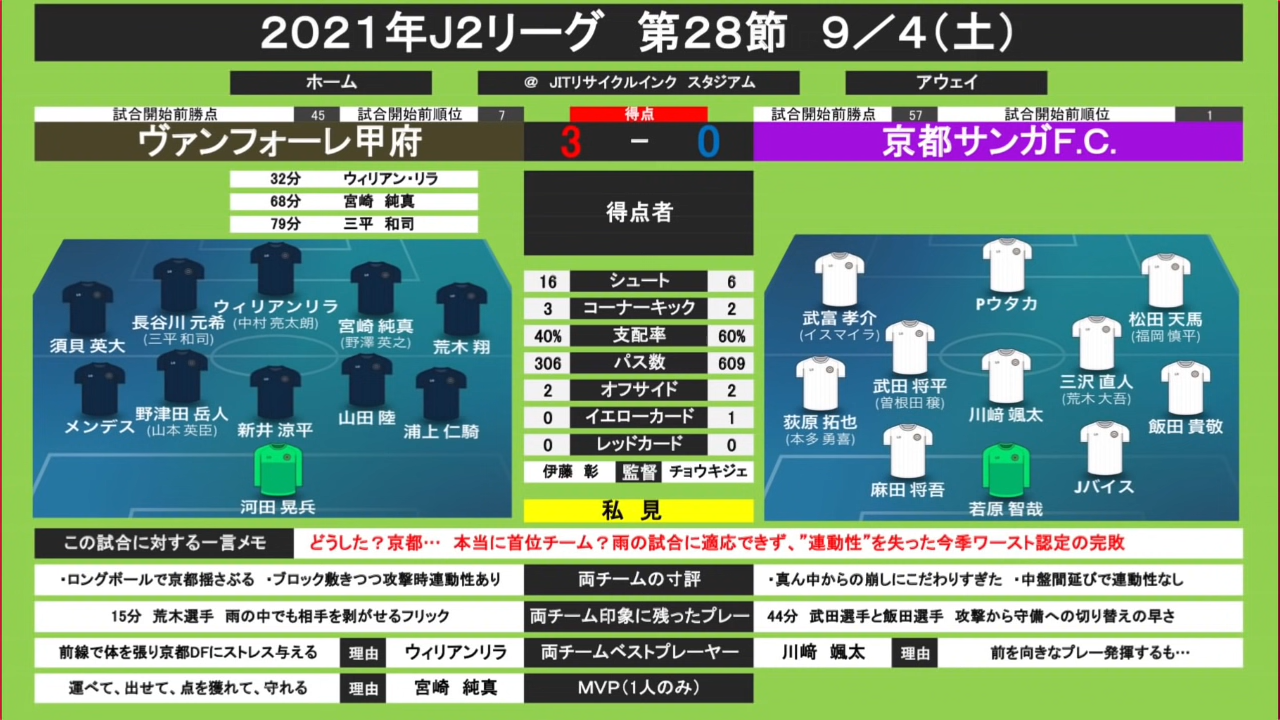 2021年J2リーグ 第28節 9／4（土）
ホーム ＠ JITリサイクルインク スタジアム アウェイ
試合開始前勝点 45 試合開始前順位 7 得点 試合開始前勝点 57 試合開始前順位 1
ヴァンフォーレ甲府 3 － 0 京都サンガF.C.
32分 ウィリアン・リラ
68分 宮崎 純真
79分 三平 和司
得点者
16 シュート 6
3 コーナーキック 2
40% 支配率 60%
306 パス数 609
2 オフサイド 2
0 イエローカード 1
0 レッドカード 0
伊藤 彰 監督 チョウキジェ
私 見
ウィリアンリラ
(中村 亮太朗)
長谷川 元希
(三平 和司)
宮崎 純真
(野澤 英之)
須貝 英大
荒木 翔
メンデス
野津田 岳人
(山本 英臣)
新井 涼平
山田 陸
浦上 仁騎
河田 晃兵
Pウタカ
武富 孝介
(イスマイラ)
松田 天馬
(福岡 慎平)
武田 将平
(曽根田 穣)
三沢 直人
(荒木 大吾)
荻原 拓也
(本多 勇喜)
川﨑 颯太
飯田 貴敬
麻田 将吾
Jバイス
若原 智哉
この試合に対する一言メモ どうした？京都… 本当に首位チーム？雨の試合に適応できず、”連動性”を失った今季ワースト認定の完敗
・ロングボールで京都揺さぶる ・ブロック敷きつつ攻撃時連動性あり 両チームの寸評 ・真ん中からの崩しにこだわりすぎた ・中盤間延びで連動性なし
15分 荒木選手 雨の中でも相手を剥がせるフリック 両チーム印象に残ったプレー 44分 武田選手と飯田選手 攻撃から守備への切り替えの早さ
前線で体を張り京都DFにストレス与える 理由 ウィリアンリラ 両チームベストプレーヤー 川﨑 颯太 理由 前を向きなプレー発揮するも…
運べて、出せて、点を獲れて、守れる 理由 宮崎 純真 MVP（1人のみ）